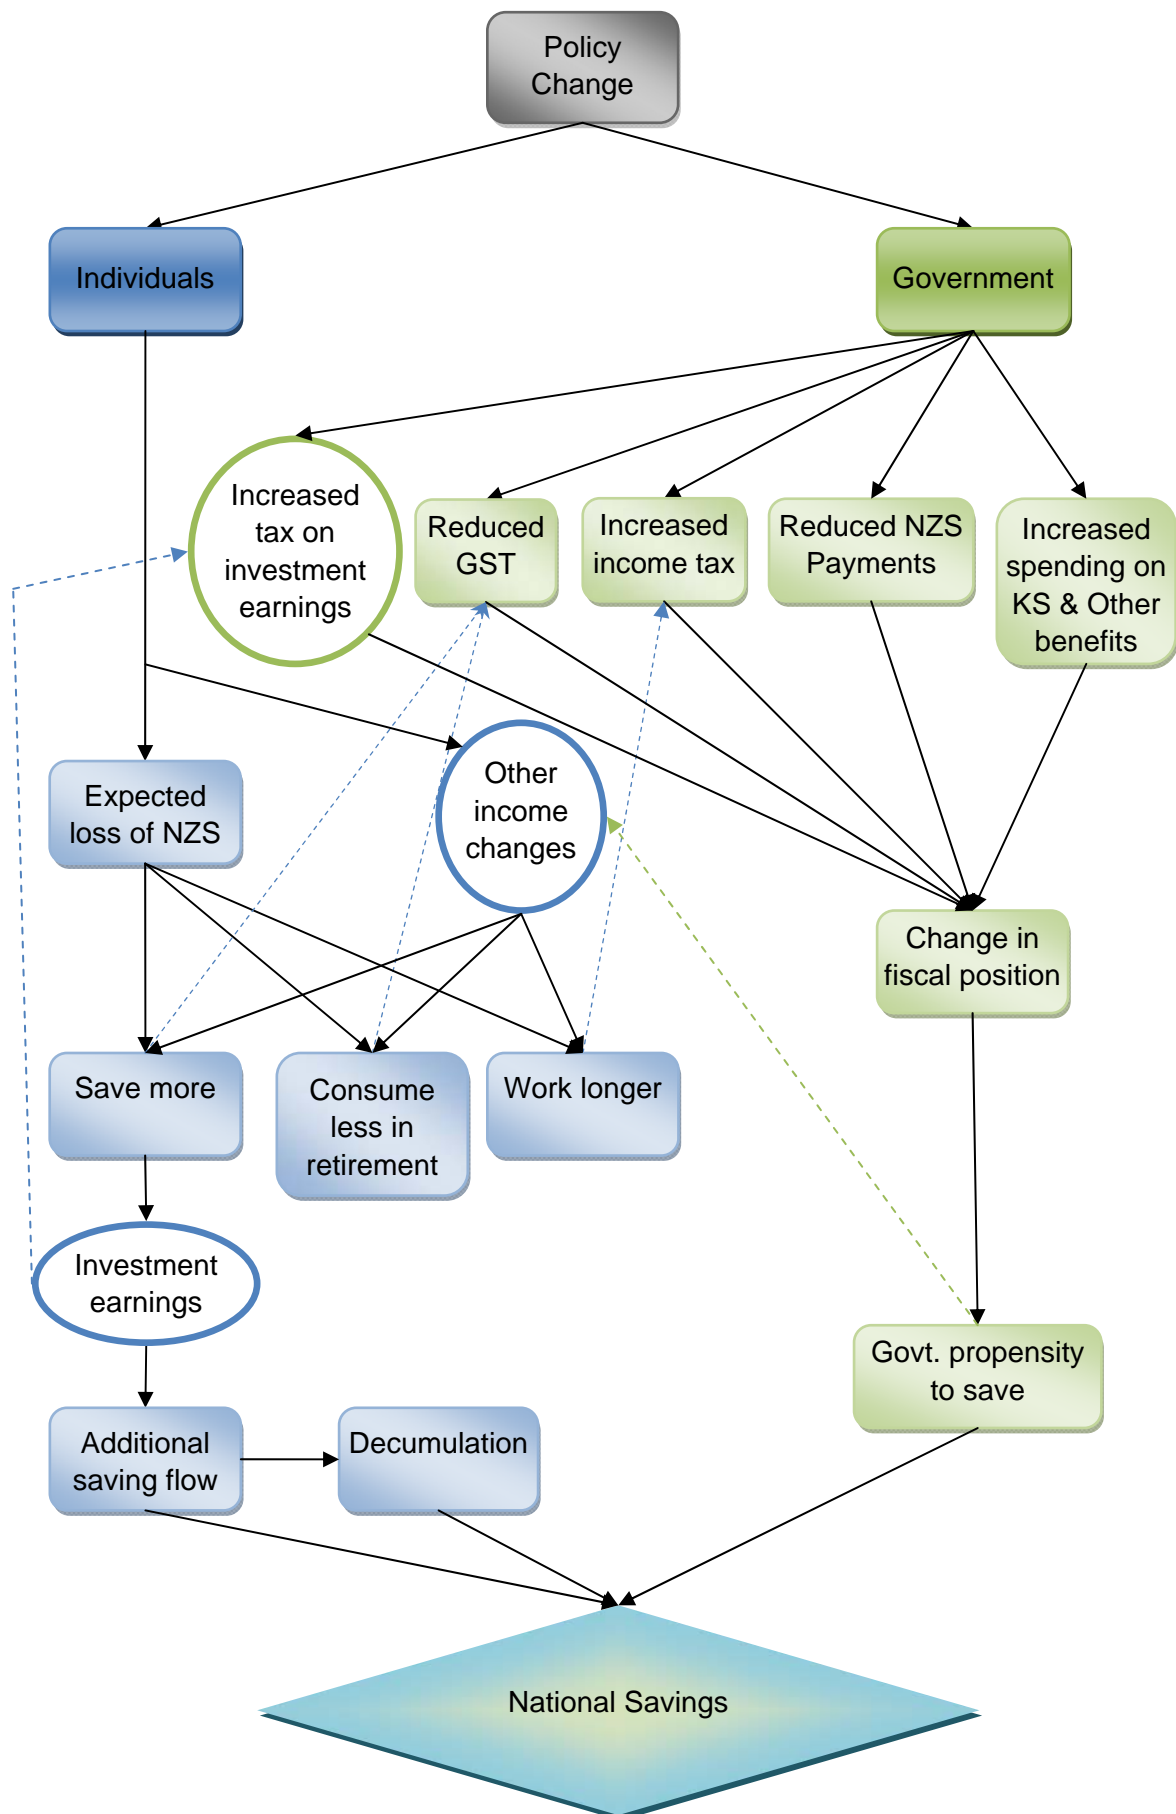 Policy
Change
Individuals
Government
Increased
tax on
investment
earnings
Reduced
GST
Increased
income tax
Reduced NZS
Payments
Increased
spending on
KS & Other
benefits
Expected
loss of NZS
Other
income
changes
Change in
fiscal position
Save more
Consume
less in
retirement
Work longer
Investment
earnings
Govt. propensity
to save
Additional
saving flow
Decumulation
National Savings